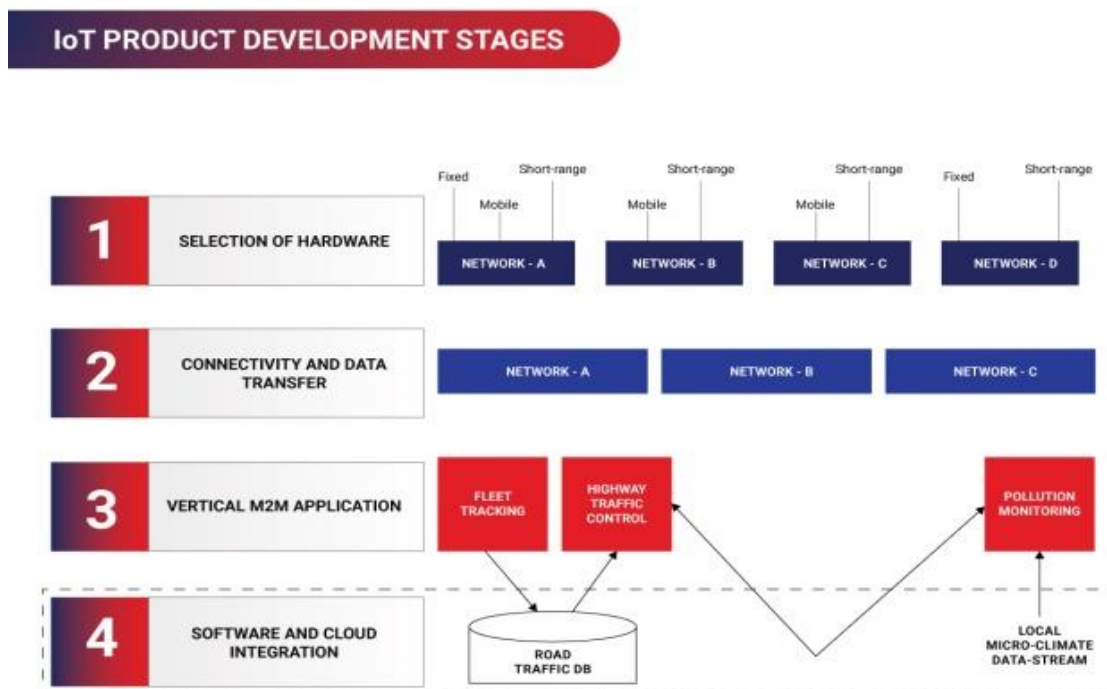 IoT PRODUCT DEVELOPMENT STAGES
1
SELECTION OF HARDWARE
Fixed
Mobile
Short-range
NETWORK - A
Mobile
Short-range
NETWORK - B
Mobile
Short-range
NETWORK - C
Fixed
Short-range
NETWORK - D
2
CONNECTIVITY AND DATA
TRANSFER
NETWORK - A
NETWORK - B
NETWORK - C
3
VERTICAL M2M APPLICATION
FLEET
TRACKING
HIGHWAY
TRAFFIC
CONTROL
POLLUTION
MONITORING
4
SOFTWARE AND CLOUD
INTEGRATION
ROAD
TRAFFIC DB
LOCAL
MICRO-CLIMATE
DATA-STREAM